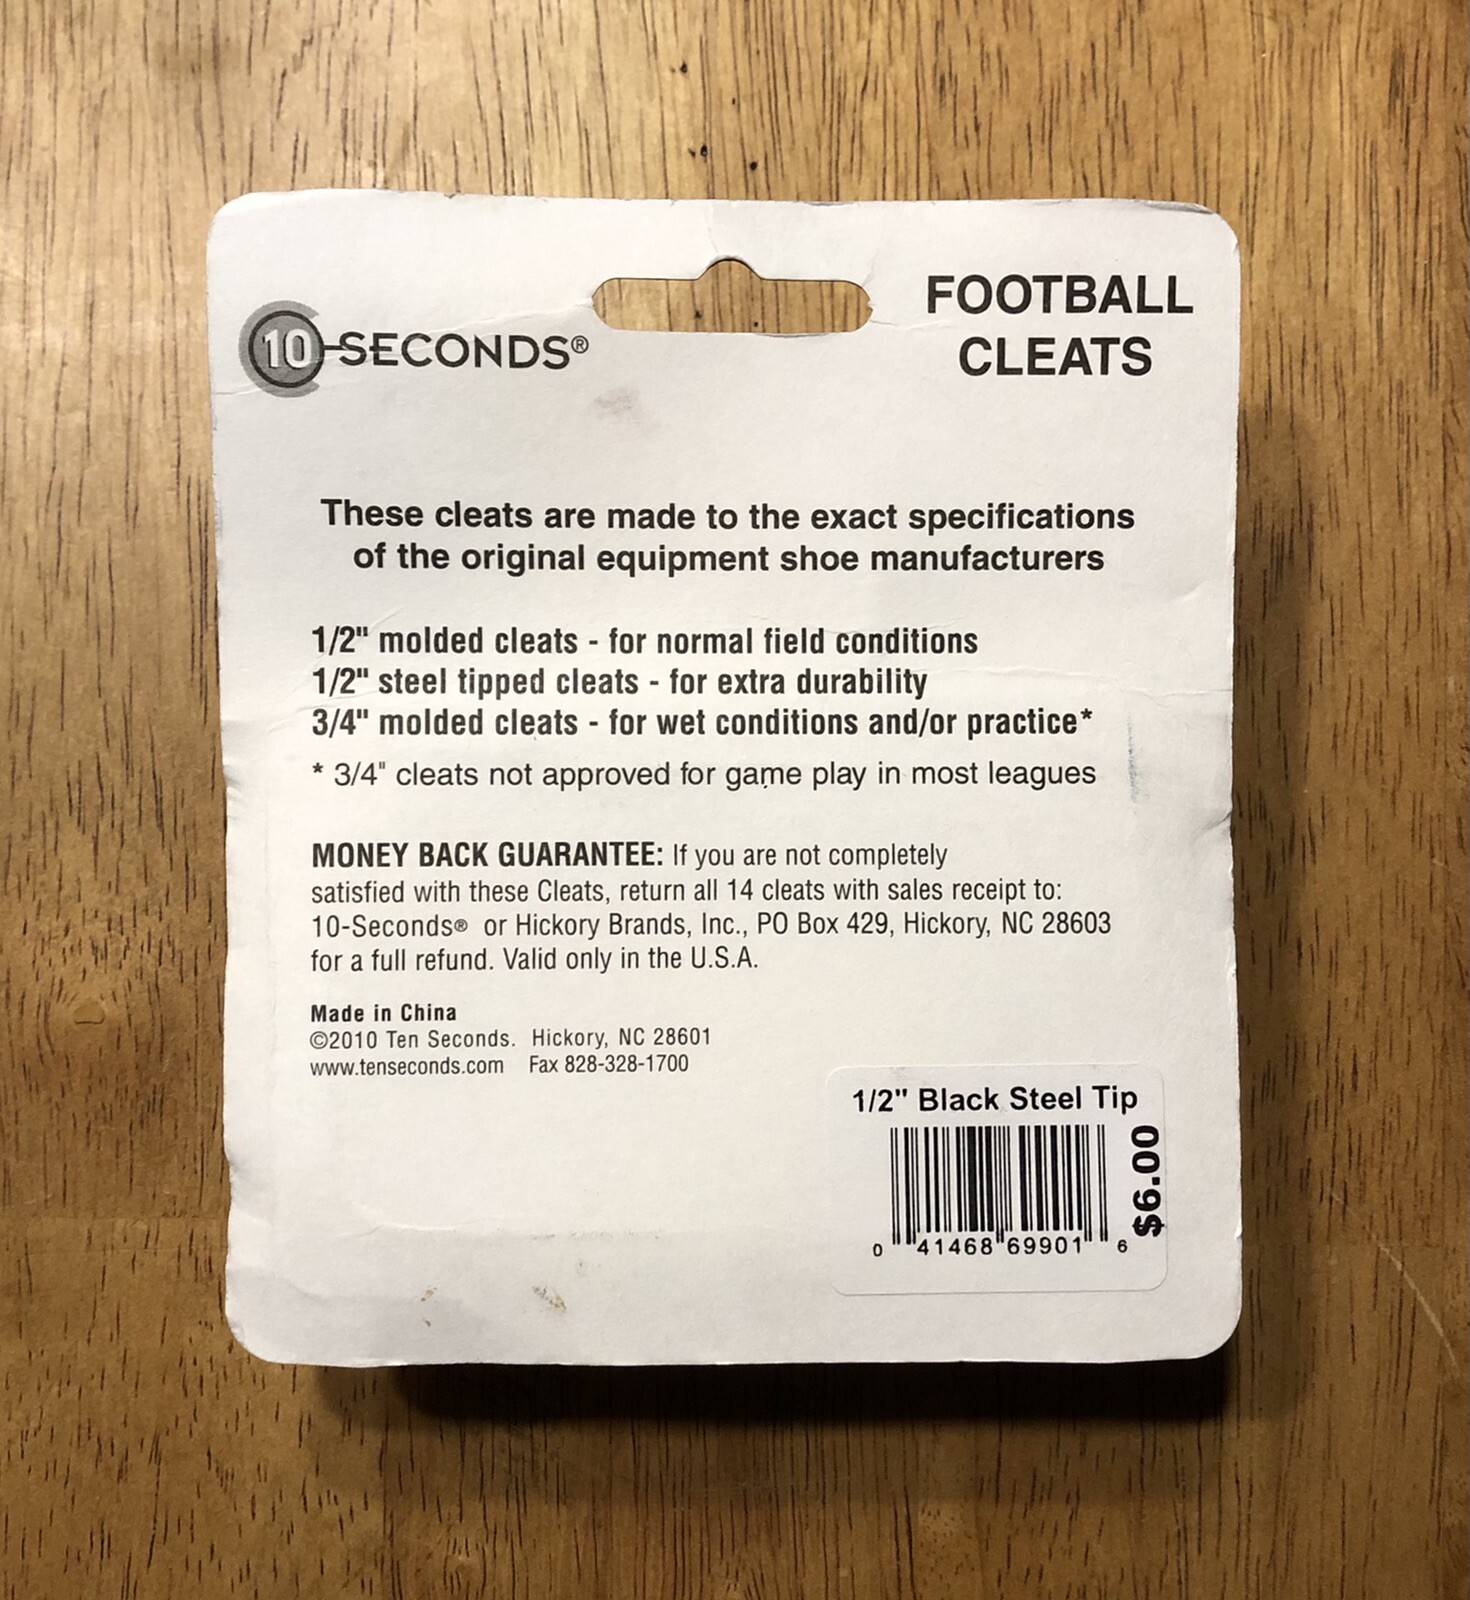 10-SECONDS®
FOOTBALL
CLEATS
These cleats are made to the exact specifications
of the original equipment shoe manufacturers
1/2" molded cleats - for normal field conditions
1/2" steel tipped cleats - for extra durability
3/4" molded cleats - for wet conditions and/or practice*
* 3/4" cleats not approved for game play in most leagues
MONEY BACK GUARANTEE: If you are not completely
satisfied with these Cleats, return all 14 cleats with sales receipt to:
10-Seconds® or Hickory Brands, Inc., PO Box 429, Hickory, NC 28603
for a full refund. Valid only in the U.S.A.
Made in China
©2010 Ten Seconds. Hickory, NC 28601
www.tenseconds.com Fax 828-328-1700
1/2" Black Steel Tip
$6.00
0 41468 69901 6